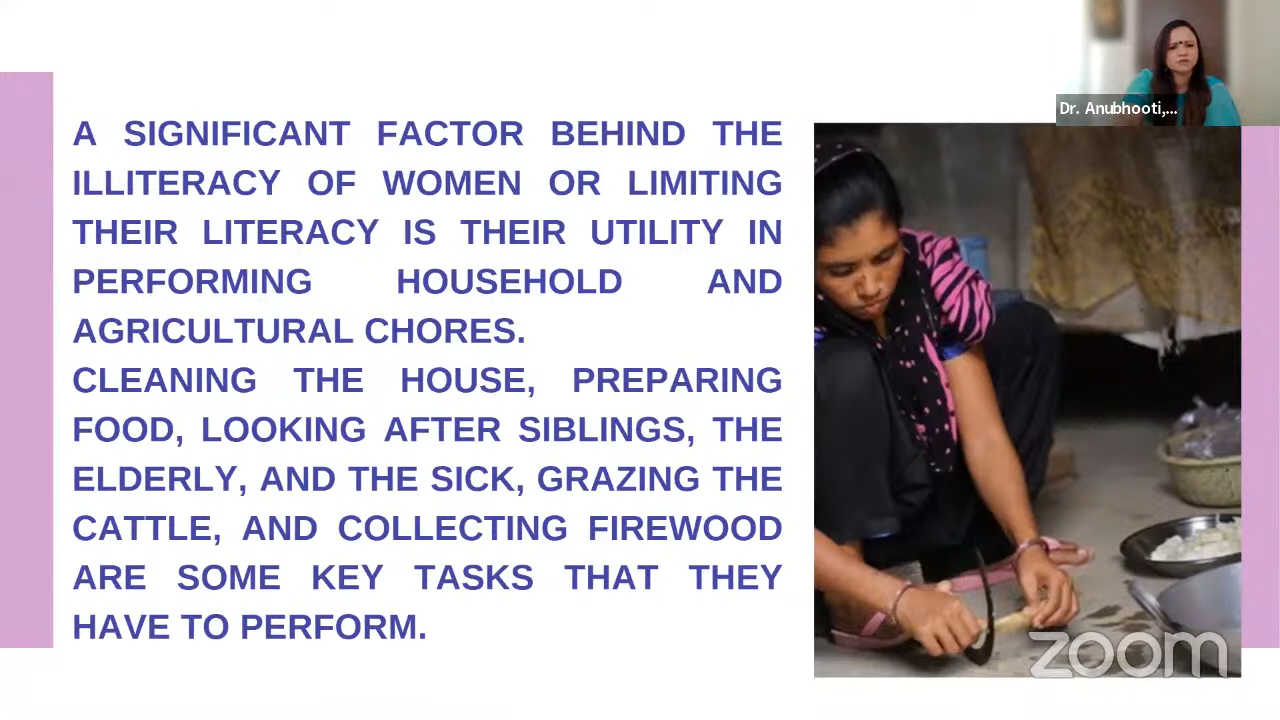 Dr. Anubhooti,...
A SIGNIFICANT FACTOR BEHIND THE
ILLITERACY OF WOMEN OR LIMITING
THEIR LITERACY IS THEIR UTILITY IN
PERFORMING HOUSEHOLD AND
AGRICULTURAL CHORES.
CLEANING THE HOUSE, PREPARING
FOOD, LOOKING AFTER SIBLINGS, THE
ELDERLY, AND THE SICK, GRAZING THE
CATTLE, AND COLLECTING FIREWOOD
ARE SOME KEY TASKS THAT THEY
HAVE TO PERFORM.
zoom